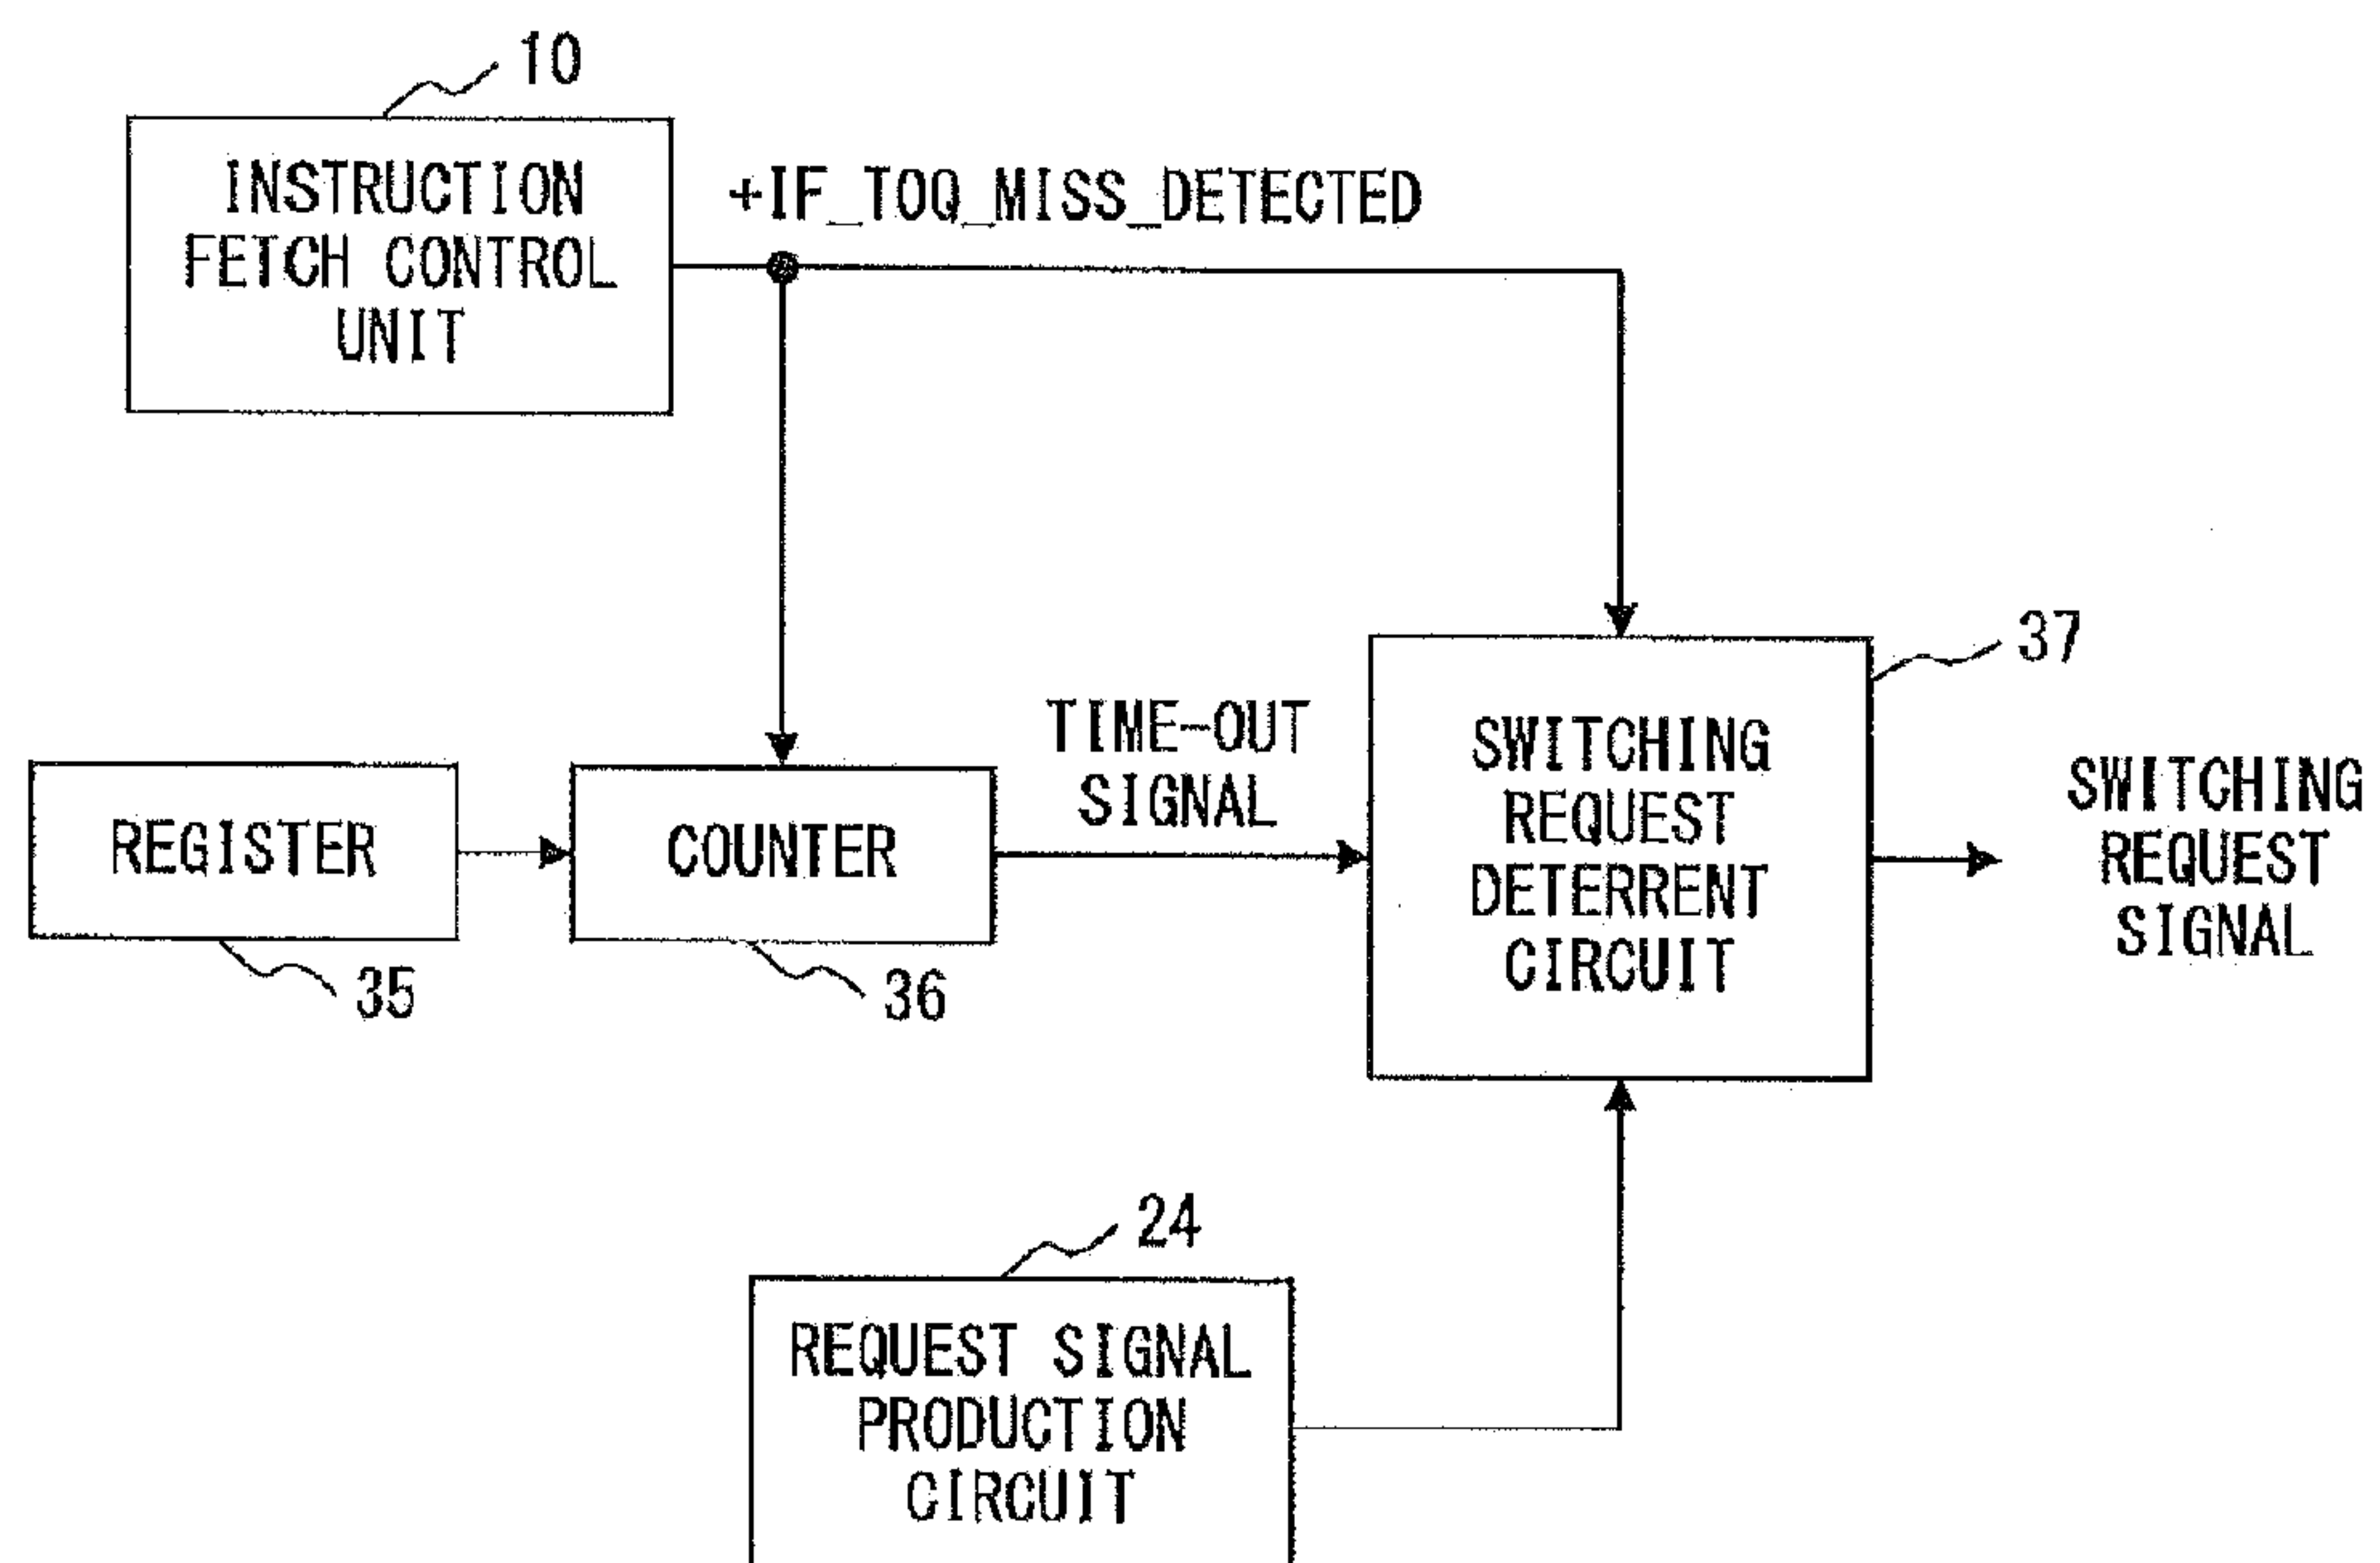 10
INSTRUCTION
FETCH CONTROL
UNIT
+IF_TOQ_MISS_DETECTED
37
TIME-OUT
SIGNAL
SWITCHING
REQUEST
DETERRENT
CIRCUIT
SWITCHING
REQUEST
SIGNAL
REGISTER
COUNTER
35
36
24
REQUEST SIGNAL
PRODUCTION
CIRCUIT